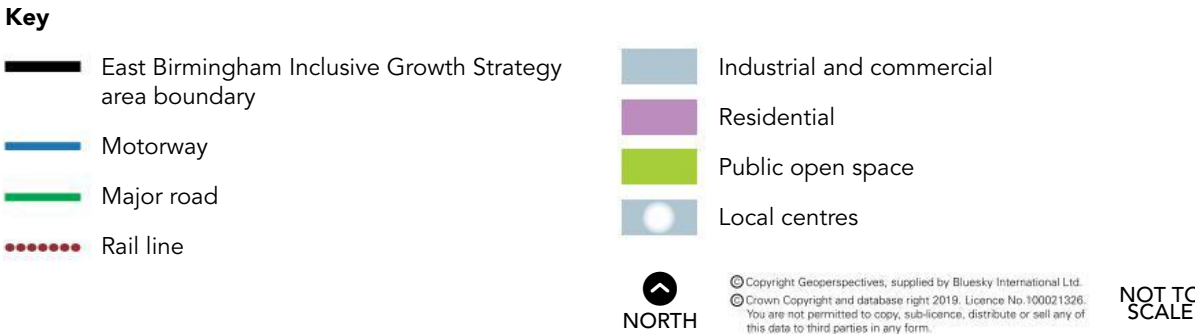 Key
East Birmingham Inclusive Growth Strategy
area boundary
Motorway
Major road
Rail line
Industrial and commercial
Residential
Public open space
Local centres
NORTH
© Copyright Geoperspectives, supplied by Bluesky International Ltd.
© Crown Copyright and database right 2019. Licence No.100021326.
You are not permitted to copy, sub-licence, distribute or sell any of
this data to third parties in any form.
NOT TO
SCALE